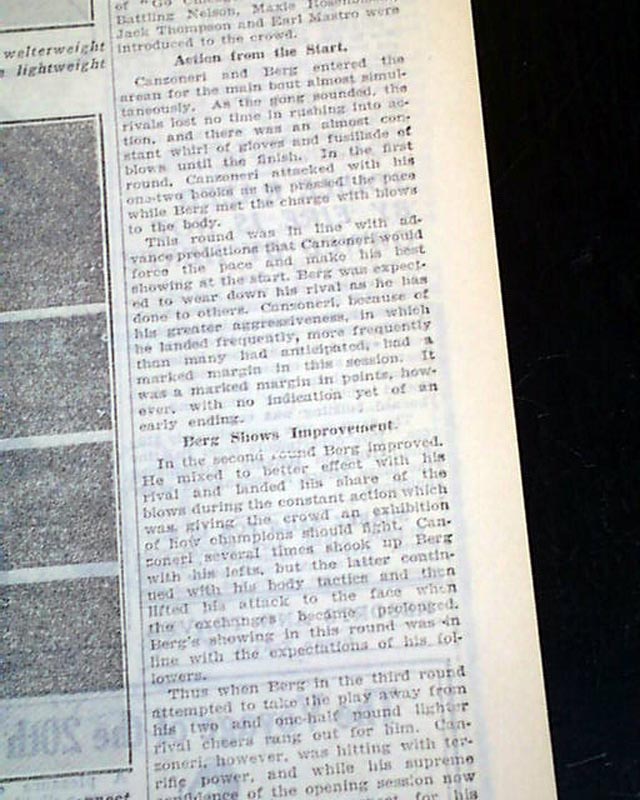 of "Go Chicago
Battling Nelson, Maxie
Jack Thompson and Earl Mastro were
introduced to the crowd.
welterweight
lightweight
Action from the Start.
Canzoneri and Berg entered the
arean for the main bout almost simul-
taneously. As the gong sounded, the
rivals lost no time in rushing into ac-
tion, and there was an almost con-
stant whirl of gloves and fusillade of
blows until the finish. In the first
round, Canzoneri attacked with his
one-two hooks as he pressed the pace
while Berg met the charge with blows
to the body.
This round was in line with ad-
vance predictions that Canzoneri would
force the pace and make his best
showing at the start. Berg was expect-
ed to wear down his rival as he has
done to others. Canzoneri, because of
his greater aggressiveness, in which
he landed frequently, more frequently
than many had anticipated, had a
marked margin in this session. It
was a marked margin in points, how-
ever, with no indication yet of an
early ending.
Berg Shows Improvement.
In the second round Berg improved.
He mixed to better effect with his
rival and landed his share of the
blows during the constant action which
was giving the crowd an exhibition
of how champions should fight. Can-
zoneri several times shook up Berg
with his lefts, but the latter contin-
ued with his body tactics and then
lifted his attack to the face when
the exchanges became prolonged.
Berg's showing in this round was in
line with the expectations of his fol-
lowers.
Thus when Berg in the third round
attempted to take the play away from
his two and one-half pound lighter
rival cheers rang out for him. Can-
zoneri, however, was hitting with ter-
rific power, and while his supreme
confidence of the opening session now
for his